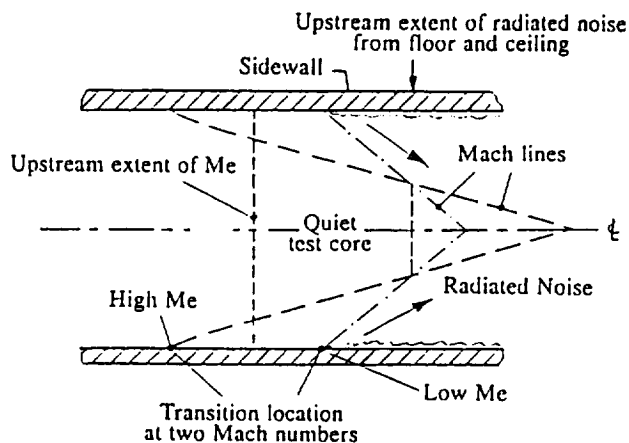 Upstream extent of radiated noise
from floor and ceiling
Sidewall
Mach lines
Upstream extent of Me
Quiet
test core
℄
High Me
Radiated Noise
Low Me
Transition location
at two Mach numbers